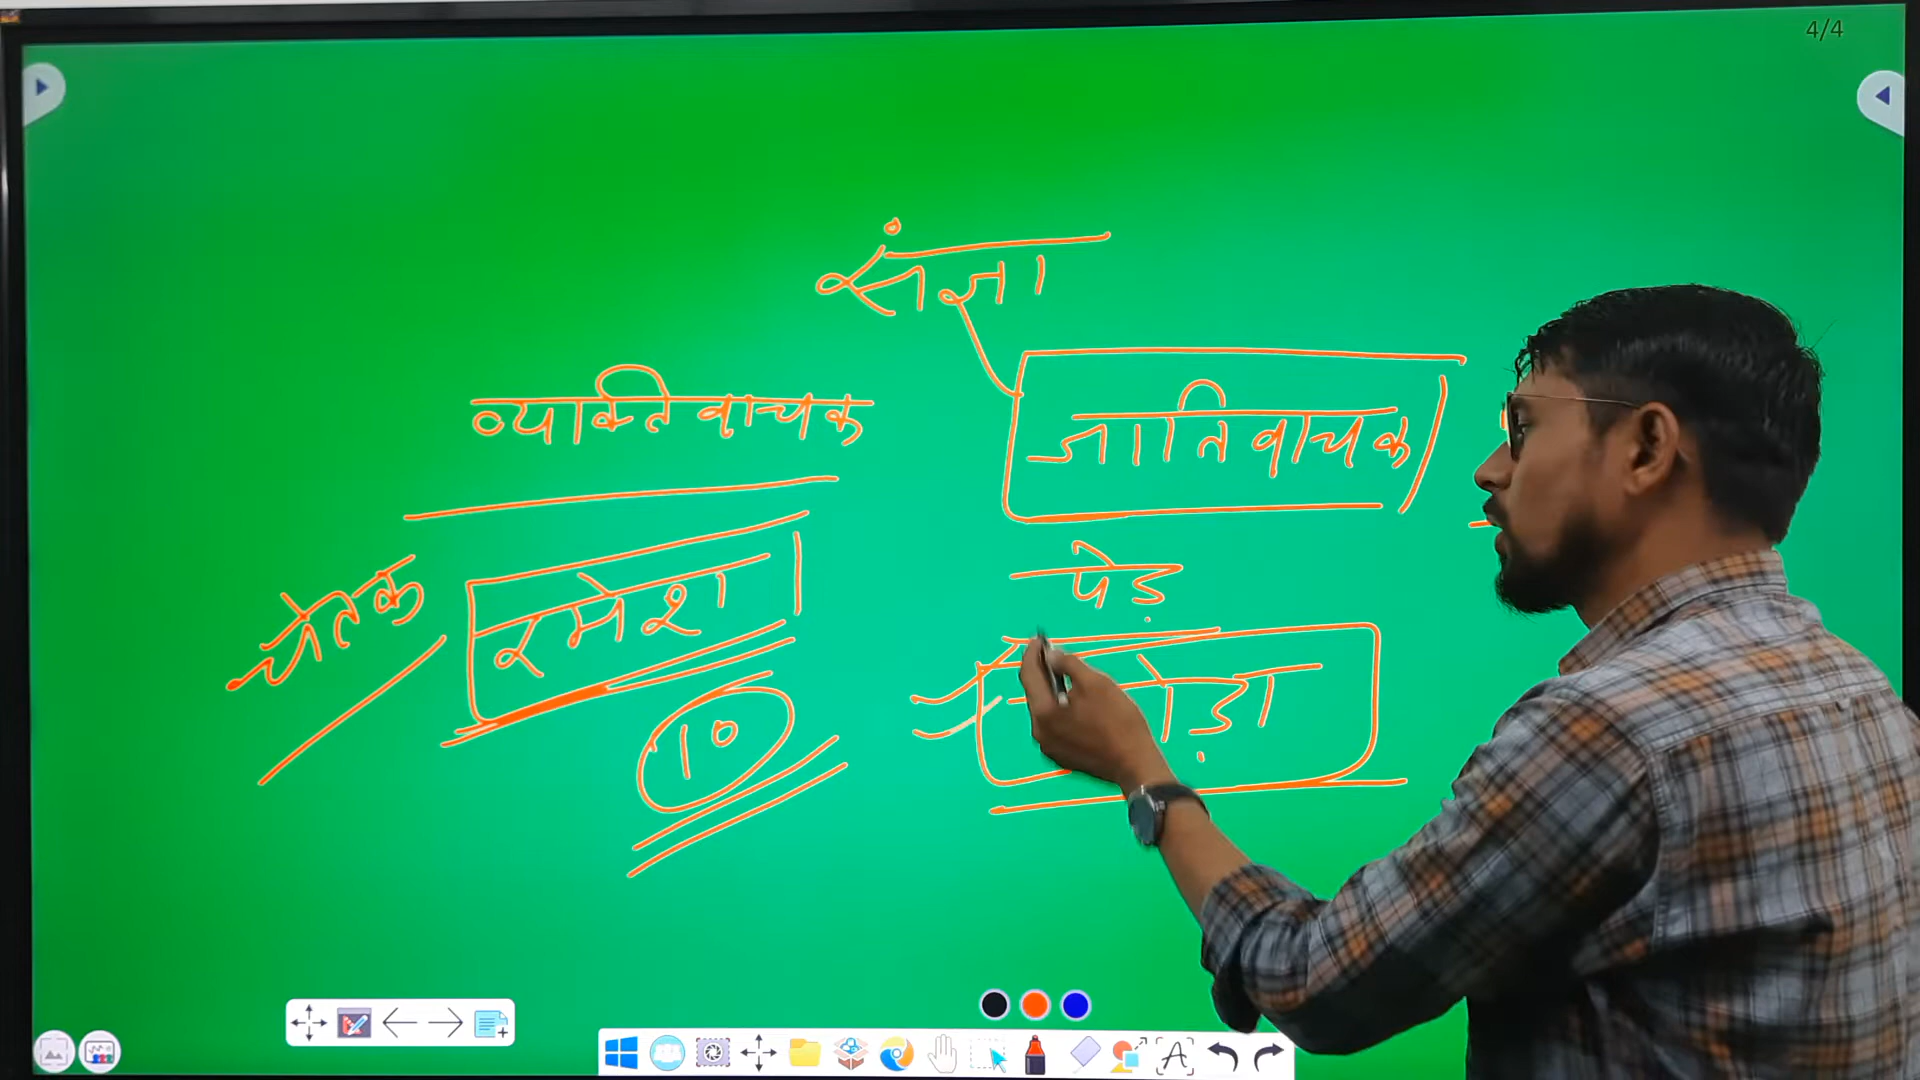 4/4
संज्ञा
व्यक्तिवाचक
जातिवाचक
पेड़
चेतक
रमेश
10